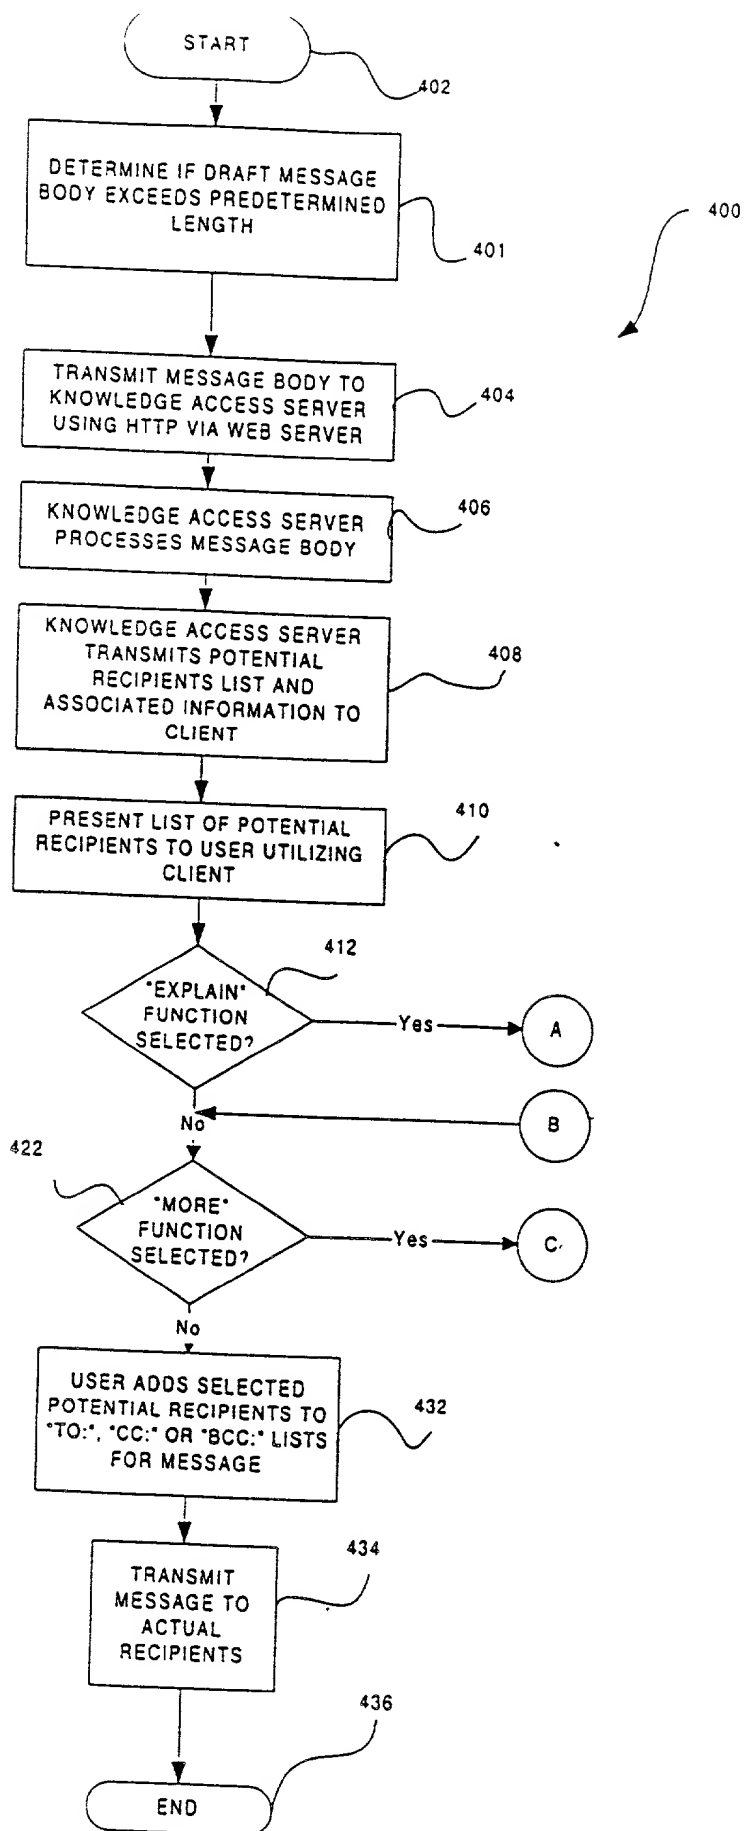 START
402
DETERMINE IF DRAFT MESSAGE
BODY EXCEEDS PREDETERMINED
LENGTH
401
400
TRANSMIT MESSAGE BODY TO
KNOWLEDGE ACCESS SERVER
USING HTTP VIA WEB SERVER
404
KNOWLEDGE ACCESS SERVER
PROCESSES MESSAGE BODY
406
KNOWLEDGE ACCESS SERVER
TRANSMITS POTENTIAL
RECIPIENTS LIST AND
ASSOCIATED INFORMATION TO
CLIENT
408
PRESENT LIST OF POTENTIAL
RECIPIENTS TO USER UTILIZING
CLIENT
410
412
"EXPLAIN"
FUNCTION
SELECTED?
Yes
A
No
B
422
"MORE"
FUNCTION
SELECTED?
Yes
C
No
USER ADDS SELECTED
POTENTIAL RECIPIENTS TO
"TO:", "CC:" OR "BCC:" LISTS
FOR MESSAGE
432
TRANSMIT
MESSAGE TO
ACTUAL
RECIPIENTS
434
436
END